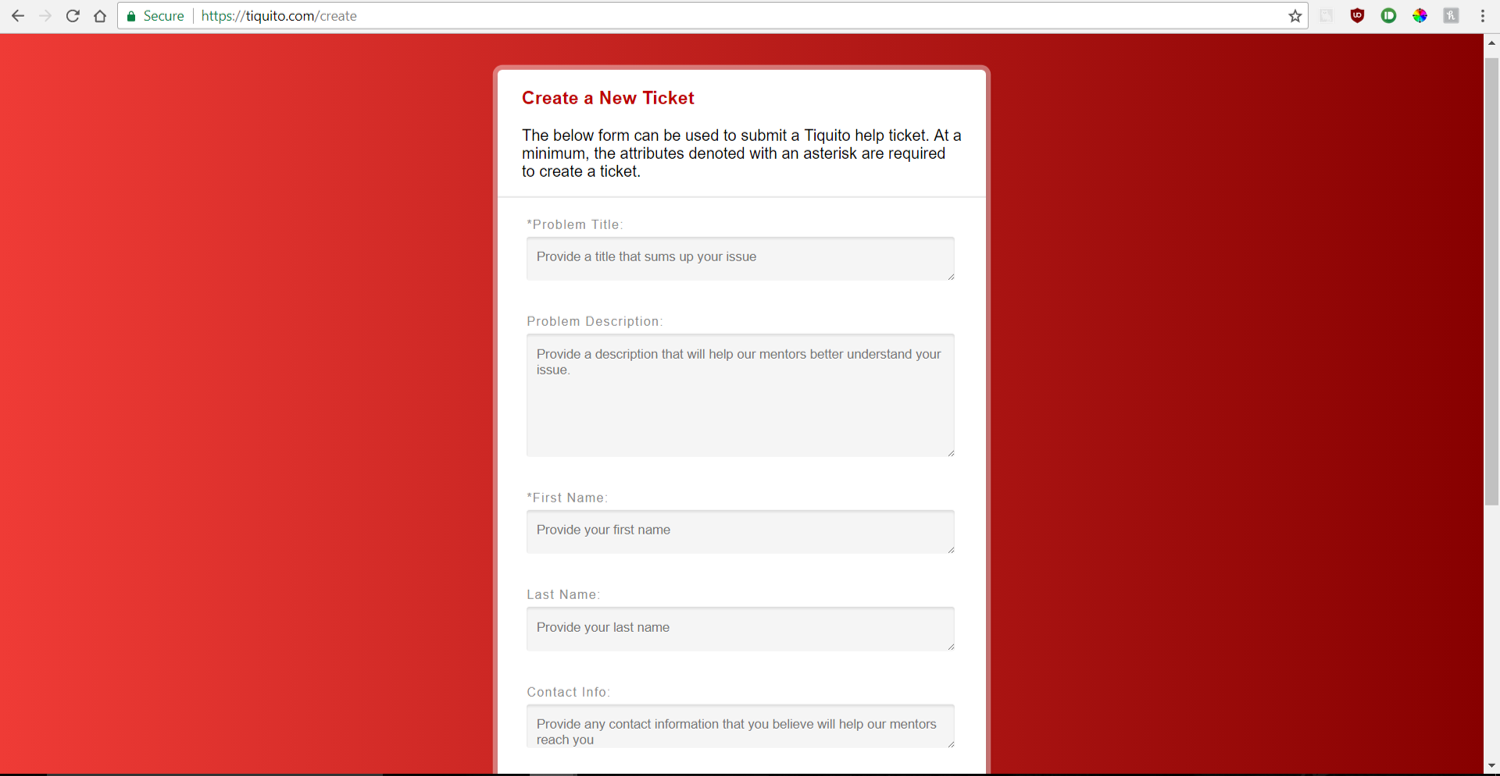 Secure
https://tiquito.com/create
Create a New Ticket
The below form can be used to submit a Tiquito help ticket. At a
minimum, the attributes denoted with an asterisk are required
to create a ticket.
*Problem Title:
Provide a title that sums up your issue
Problem Description:
Provide a description that will help our mentors better understand your
issue.
*First Name:
Provide your first name
Last Name:
Provide your last name
Contact Info:
Provide any contact information that you believe will help our mentors
reach you